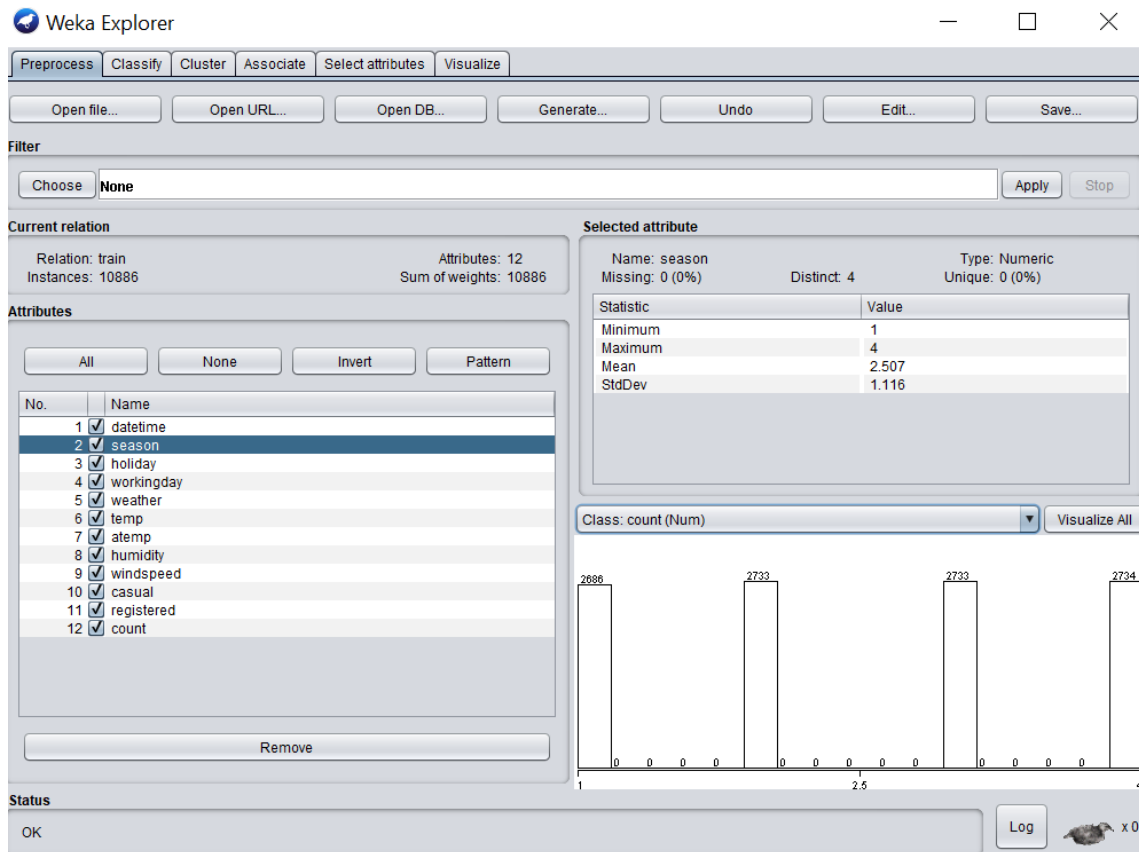 Weka Explorer
Preprocess Classify Cluster Associate Select attributes Visualize
Open file... Open URL... Open DB... Generate... Undo Edit... Save...
Filter
Choose None Apply Stop
Current relation
Relation: train Attributes: 12
Instances: 10886 Sum of weights: 10886
Attributes
All None Invert Pattern
No. Name
1 datetime
2 season
3 holiday
4 workingday
5 weather
6 temp
7 atemp
8 humidity
9 windspeed
10 casual
11 registered
12 count
Remove
Selected attribute
Name: season Type: Numeric
Missing: 0 (0%) Distinct: 4 Unique: 0 (0%)
Statistic Value
Minimum 1
Maximum 4
Mean 2.507
StdDev 1.116
Class: count (Num) Visualize All
2686 2733 2733 2734
0 0 0 0 0 0 0 0 0 0 0 0
1 2.5 4
Status
OK
Log x 0